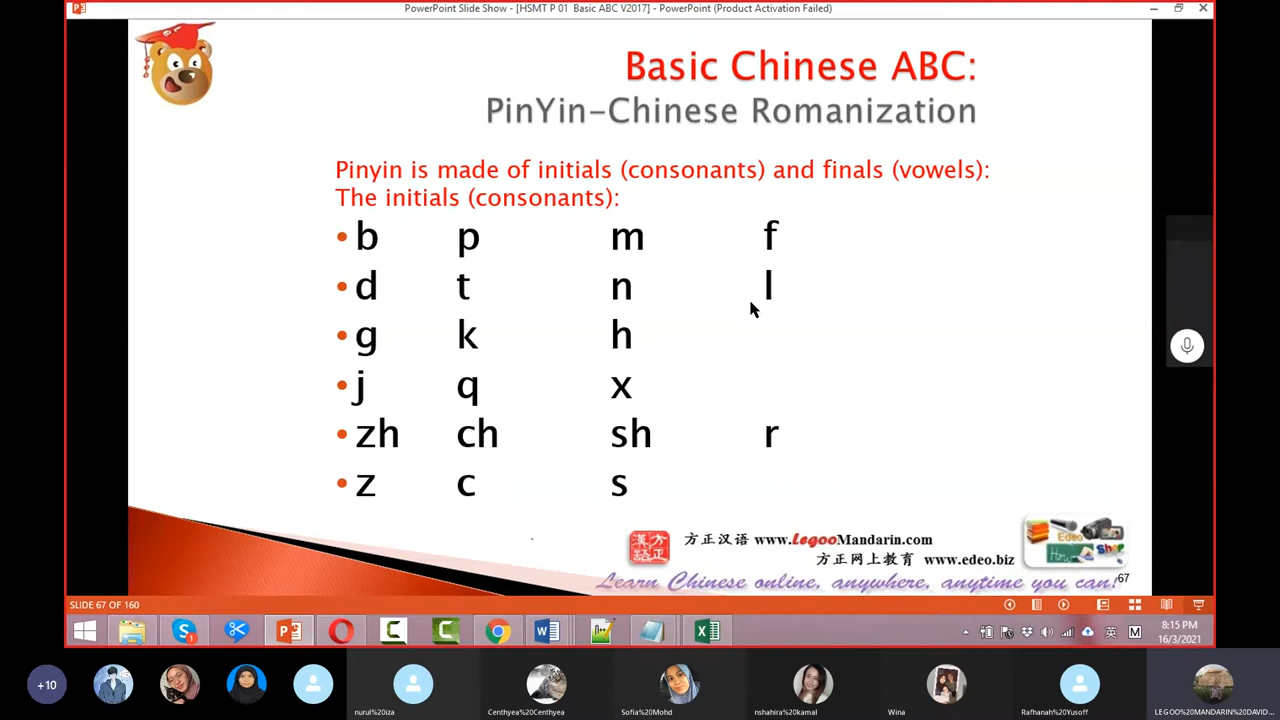 PowerPoint Slide Show - [HSMT P 01 Basic ABC V2017] - PowerPoint (Product Activation Failed)
Basic Chinese ABC:
PinYin-Chinese Romanization
Pinyin is made of initials (consonants) and finals (vowels):
The initials (consonants):
• b p m f
• d t n l
• g k h
• j q x
• zh ch sh r
• z c s
方正汉语 www.LegooMandarin.com
方正网上教育 www.edeo.biz
Learn Chinese online, anywhere, anytime you can!
67
SLIDE 67 OF 160
英 M
8:15 PM
16/3/2021
+10
nurul%20iza
Centhyea%20Centhyea
Sofia%20Mohd
nshahira%20kamal
Wina
Rafhanah%20Yusoff
LEGOO%20MANDARIN%20DAVID...